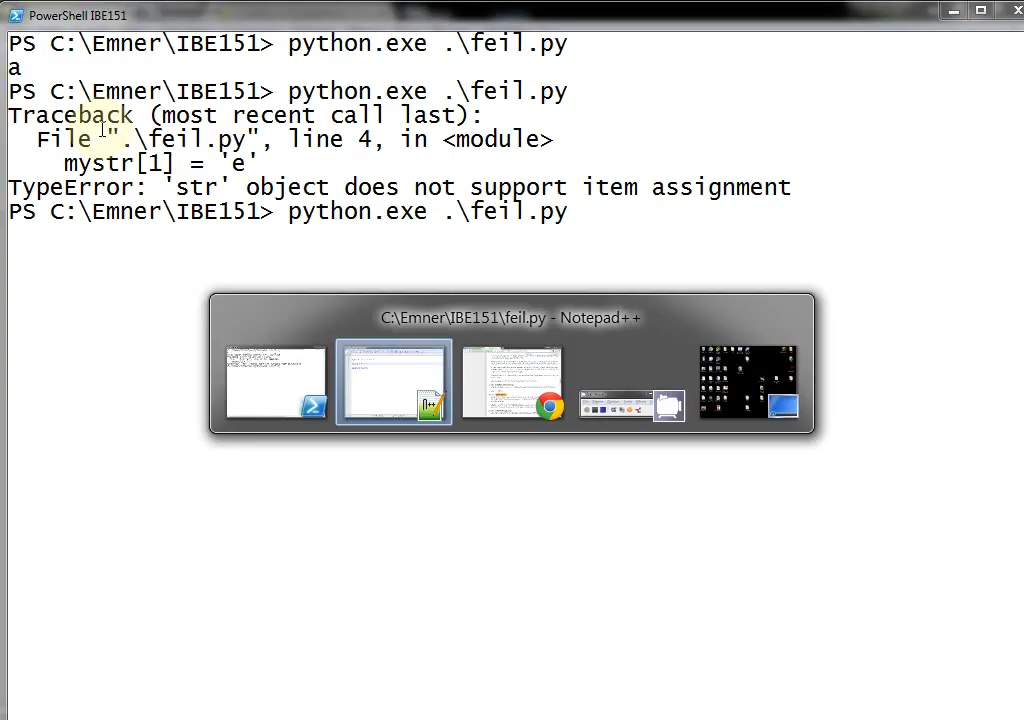 PowerShell IBE151
PS C:\Emner\IBE151> python.exe .\feil.py
a
PS C:\Emner\IBE151> python.exe .\feil.py
Traceback (most recent call last):
  File ".\feil.py", line 4, in <module>
    mystr[1] = 'e'
TypeError: 'str' object does not support item assignment
PS C:\Emner\IBE151> python.exe .\feil.py
C:\Emner\IBE151\feil.py - Notepad++